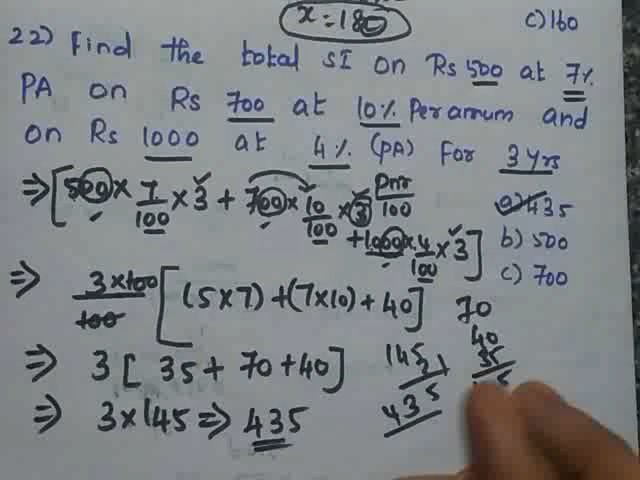 x = 180
c) 160
22) Find the total SI on Rs 500 at 7%
PA on Rs 700 at 10% Per annum and
on Rs 1000 at 4% (PA) For 3 Yrs
⇒ [500 × 7/100 × 3 + 700 × 10/100 × 3
pnr/100
+ 1000 × 4/100 × 3]
a) 435
b) 500
c) 700
⇒ 3×100/100 [(5×7) + (7×10) + 40]
⇒ 3 [35 + 70 + 40]
⇒ 3 × 145 ⇒ 435
145
435
70
40
35